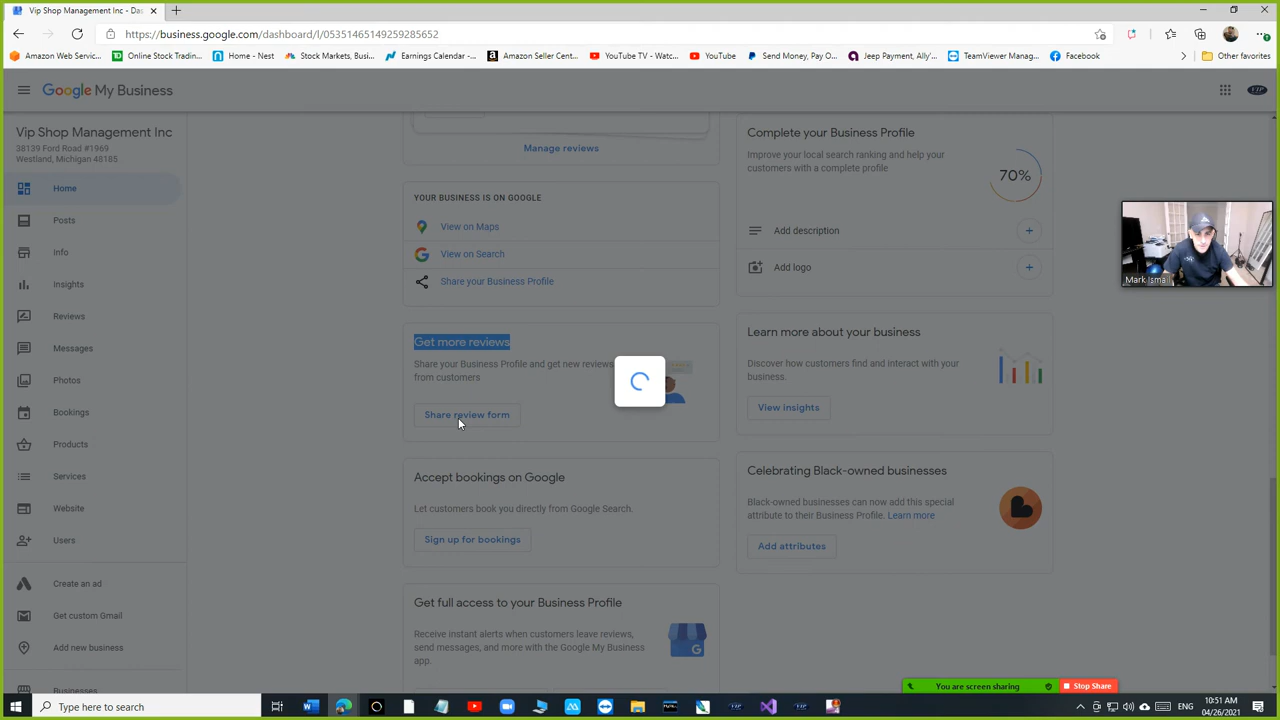 Vip Shop Management Inc - Das
https://business.google.com/dashboard/l/05351465149259285652
Amazon Web Servic...
Online Stock Tradin...
Home - Nest
Stock Markets, Busi...
Earnings Calendar -...
Amazon Seller Cent...
YouTube TV - Watc...
YouTube
Send Money, Pay O...
Jeep Payment, Ally'...
TeamViewer Manag...
Facebook
Other favorites
Google My Business
Vip Shop Management Inc
38139 Ford Road #1969
Westland, Michigan 48185
Home
Posts
Info
Insights
Reviews
Messages
Photos
Bookings
Products
Services
Website
Users
Create an ad
Get custom Gmail
Add new business
Businesses
Manage reviews
YOUR BUSINESS IS ON GOOGLE
View on Maps
View on Search
Share your Business Profile
Get more reviews
Share your Business Profile and get new reviews
from customers
Share review form
Accept bookings on Google
Let customers book you directly from Google Search.
Sign up for bookings
Get full access to your Business Profile
Receive instant alerts when customers leave reviews,
send messages, and more with the Google My Business
app.
Complete your Business Profile
Improve your local search ranking and help your
customers with a complete profile
70%
Add description
Add logo
Learn more about your business
Discover how customers find and interact with your
business.
View insights
Celebrating Black-owned businesses
Black-owned businesses can now add this special
attribute to their Business Profile. Learn more
Add attributes
Mark Ismail
You are screen sharing
Stop Share
Type here to search
ENG
10:51 AM
04/26/2021